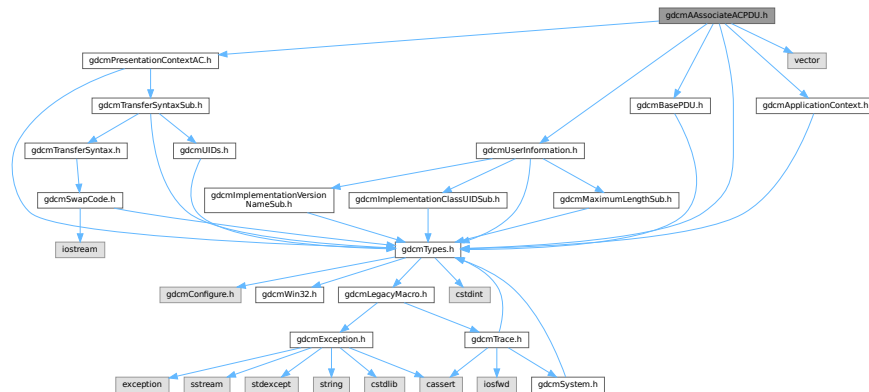 gdcmAAssociateACPDU.h
gdcmPresentationContextAC.h
vector
gdcmTransferSyntaxSub.h
gdcmBasePDU.h
gdcmApplicationContext.h
gdcmTransferSyntax.h
gdcmUIDs.h
gdcmUserInformation.h
gdcmImplementationVersion
NameSub.h
gdcmImplementationClassUIDSub.h
gdcmMaximumLengthSub.h
gdcmSwapCode.h
iostream
gdcmTypes.h
gdcmConfigure.h
gdcmWin32.h
gdcmLegacyMacro.h
cstdint
gdcmException.h
gdcmTrace.h
exception
sstream
stdexcept
string
cstdlib
cassert
iosfwd
gdcmSystem.h